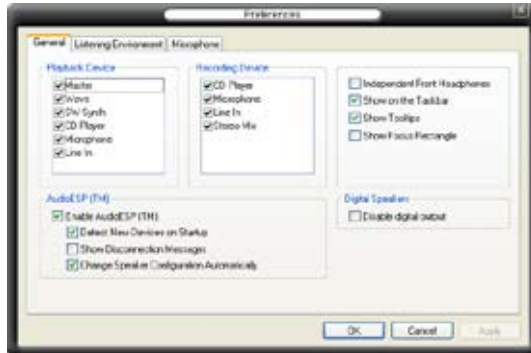 Preferences
General
Listening Environment
Microphone
Playback Device
Master
Wave
SW Synth
CD Player
Microphone
Line In
Recording Device
CD Player
Microphone
Line In
Stereo Mix
Independent Front Headphones
Show on the Taskbar
Show Tooltips
Show Focus Rectangle
AudioESP (TM)
Enable AudioESP (TM)
Detect New Devices on Startup
Show Disconnection Messages
Change Speaker Configuration Automatically
Digital Speakers
Disable digital output
OK
Cancel
Apply